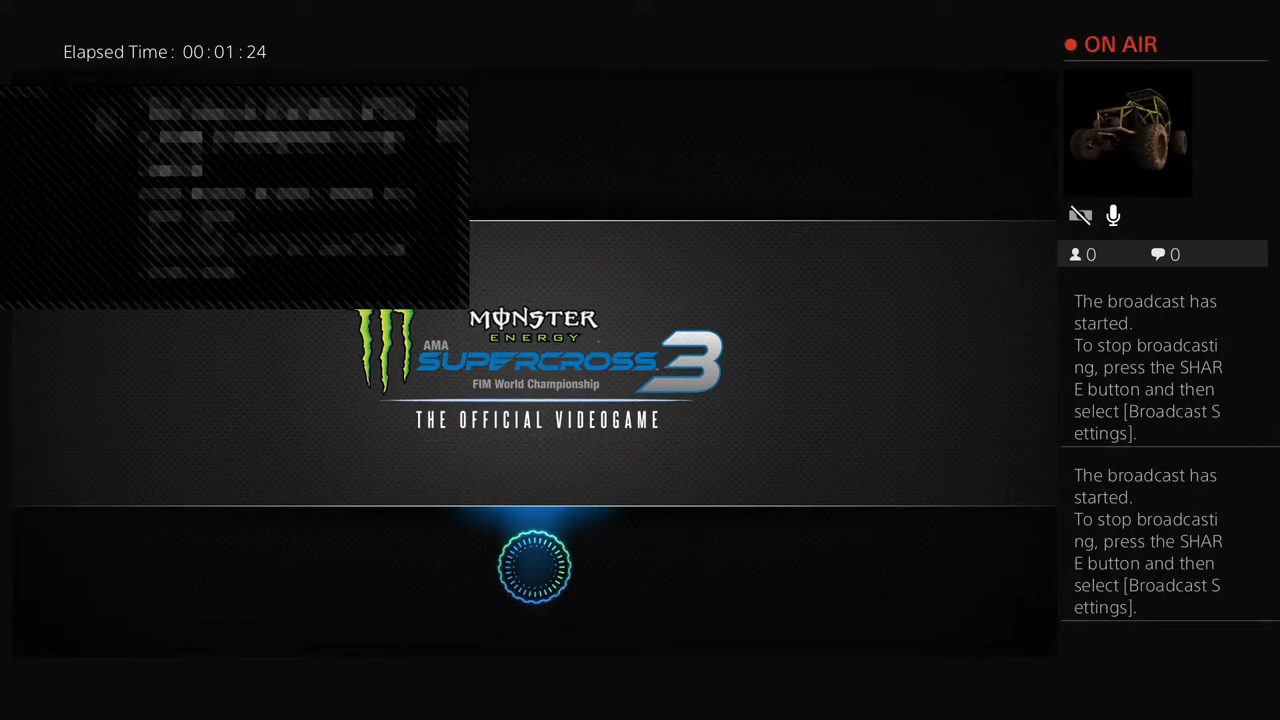 Elapsed Time: 00:01:24
ON AIR
0
0
The broadcast has
started.
To stop broadcasti
ng, press the SHAR
E button and then
select [Broadcast S
ettings].
The broadcast has
started.
To stop broadcasti
ng, press the SHAR
E button and then
select [Broadcast S
ettings].
MONSTER
ENERGY
AMA
SUPERCROSS 3
FIM World Championship
THE OFFICIAL VIDEOGAME